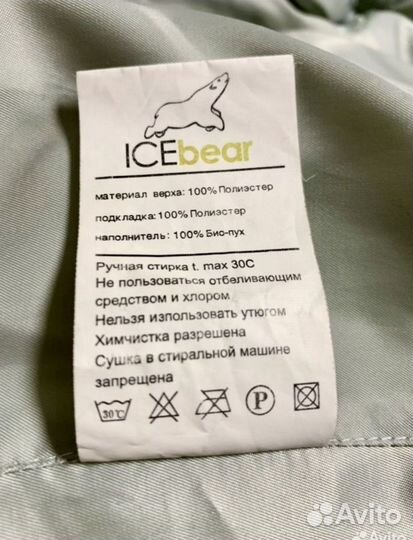 ICEbear
материал верха: 100% Полиэстер
подкладка: 100% Полиэстер
наполнитель: 100% Био-пух
Ручная стирка t. max 30C
Не пользоваться отбеливающим
средством и хлором.
Нельзя использовать утюгом
Химчистка разрешена
Сушка в стиральной машине
запрещена
30°C
P
Avito
Avito